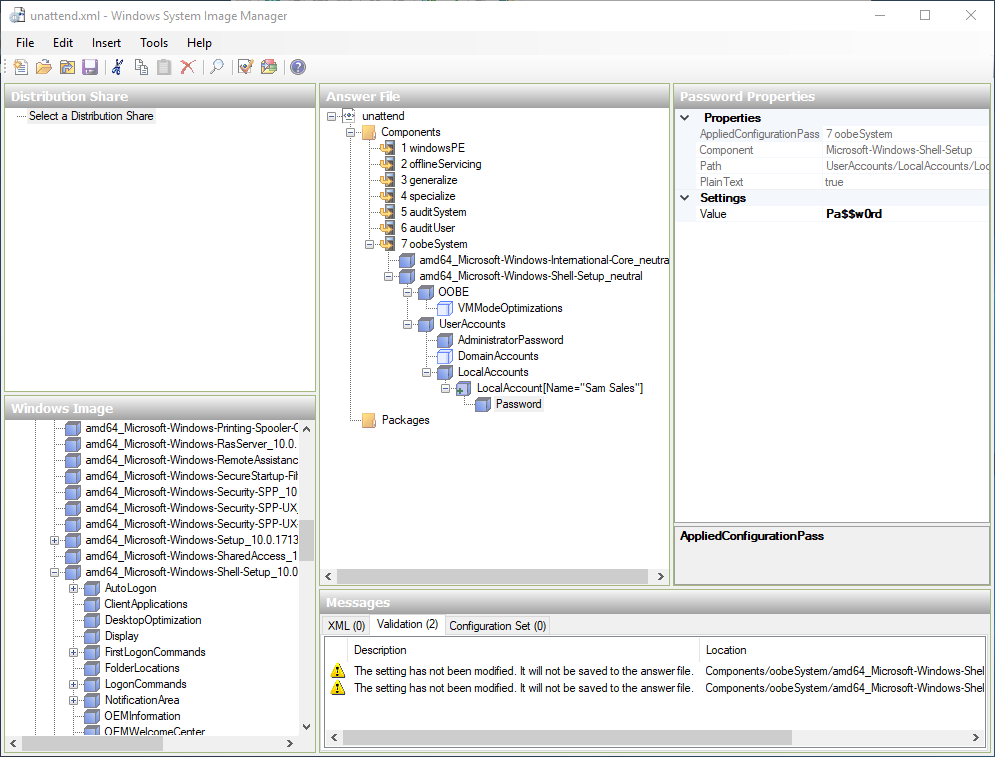 unattend.xml - Windows System Image Manager
File Edit Insert Tools Help
Distribution Share
Select a Distribution Share
Windows Image
amd64_Microsoft-Windows-Printing-Spooler-C
amd64_Microsoft-Windows-RasServer_10.0.
amd64_Microsoft-Windows-RemoteAssistanc
amd64_Microsoft-Windows-SecureStartup-Fil
amd64_Microsoft-Windows-Security-SPP_10
amd64_Microsoft-Windows-Security-SPP-UX_
amd64_Microsoft-Windows-Security-SPP-UX-
amd64_Microsoft-Windows-Setup_10.0.1713
amd64_Microsoft-Windows-SharedAccess_1
amd64_Microsoft-Windows-Shell-Setup_10.0
AutoLogon
ClientApplications
DesktopOptimization
Display
FirstLogonCommands
FolderLocations
LogonCommands
NotificationArea
OEMInformation
OEMWelcomeCenter
Answer File
unattend
Components
1 windowsPE
2 offlineServicing
3 generalize
4 specialize
5 auditSystem
6 auditUser
7 oobeSystem
amd64_Microsoft-Windows-International-Core_neutra
amd64_Microsoft-Windows-Shell-Setup_neutral
OOBE
VMModeOptimizations
UserAccounts
AdministratorPassword
DomainAccounts
LocalAccounts
LocalAccount[Name="Sam Sales"]
Password
Packages
Password Properties
Properties
AppliedConfigurationPass 7 oobeSystem
Component Microsoft-Windows-Shell-Setup
Path UserAccounts/LocalAccounts/Loc
PlainText true
Settings
Value Pa$$w0rd
AppliedConfigurationPass
Messages
XML (0) Validation (2) Configuration Set (0)
Description Location
The setting has not been modified. It will not be saved to the answer file. Components/oobeSystem/amd64_Microsoft-Windows-Shel
The setting has not been modified. It will not be saved to the answer file. Components/oobeSystem/amd64_Microsoft-Windows-Shel